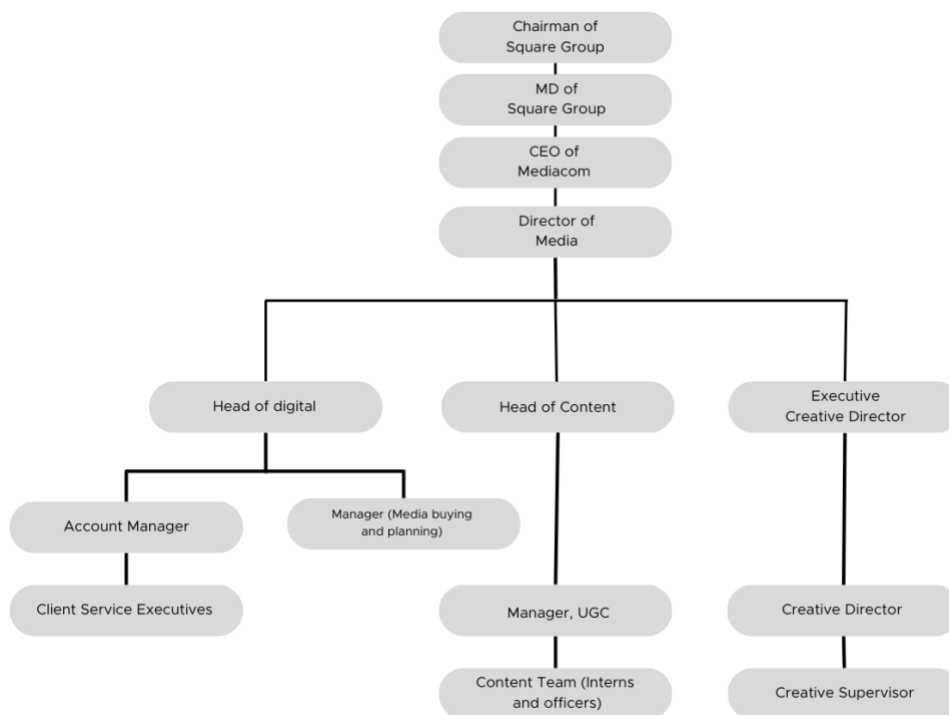 Chairman of
Square Group
MD of
Square Group
CEO of
Mediacom
Director of
Media
Head of digital
Head of Content
Executive
Creative Director
Account Manager
Manager (Media buying
and planning)
Client Service Executives
Manager, UGC
Creative Director
Content Team (Interns
and officers)
Creative Supervisor